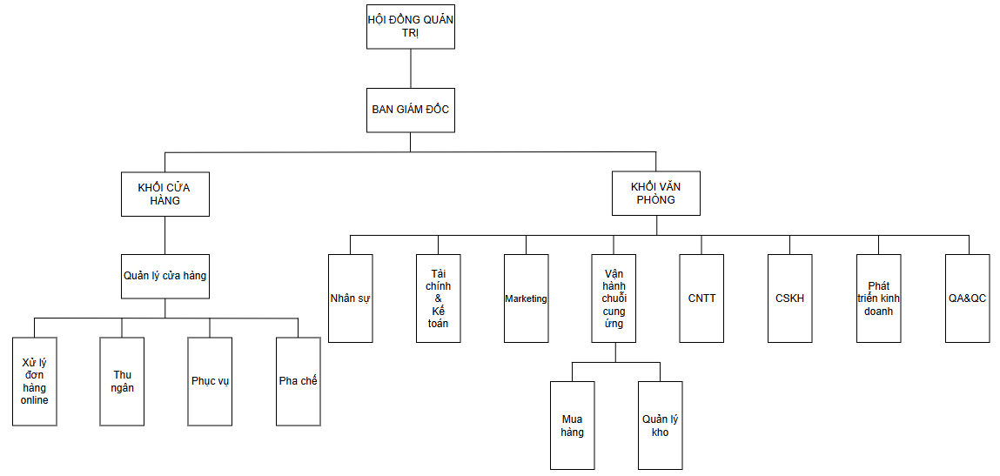 HỘI ĐỒNG QUẢN
TRỊ
BAN GIÁM ĐỐC
KHỐI CỬA
HÀNG
KHỐI VĂN
PHÒNG
Quản lý cửa hàng
Nhân sự
Tài
chính
&
Kế
toán
Marketing
Vận
hành
chuỗi
cung
ứng
CNTT
CSKH
Phát
triển kinh
doanh
QA&QC
Xử lý
đơn
hàng
online
Thu
ngân
Phục vụ
Pha chế
Mua
hàng
Quản lý
kho